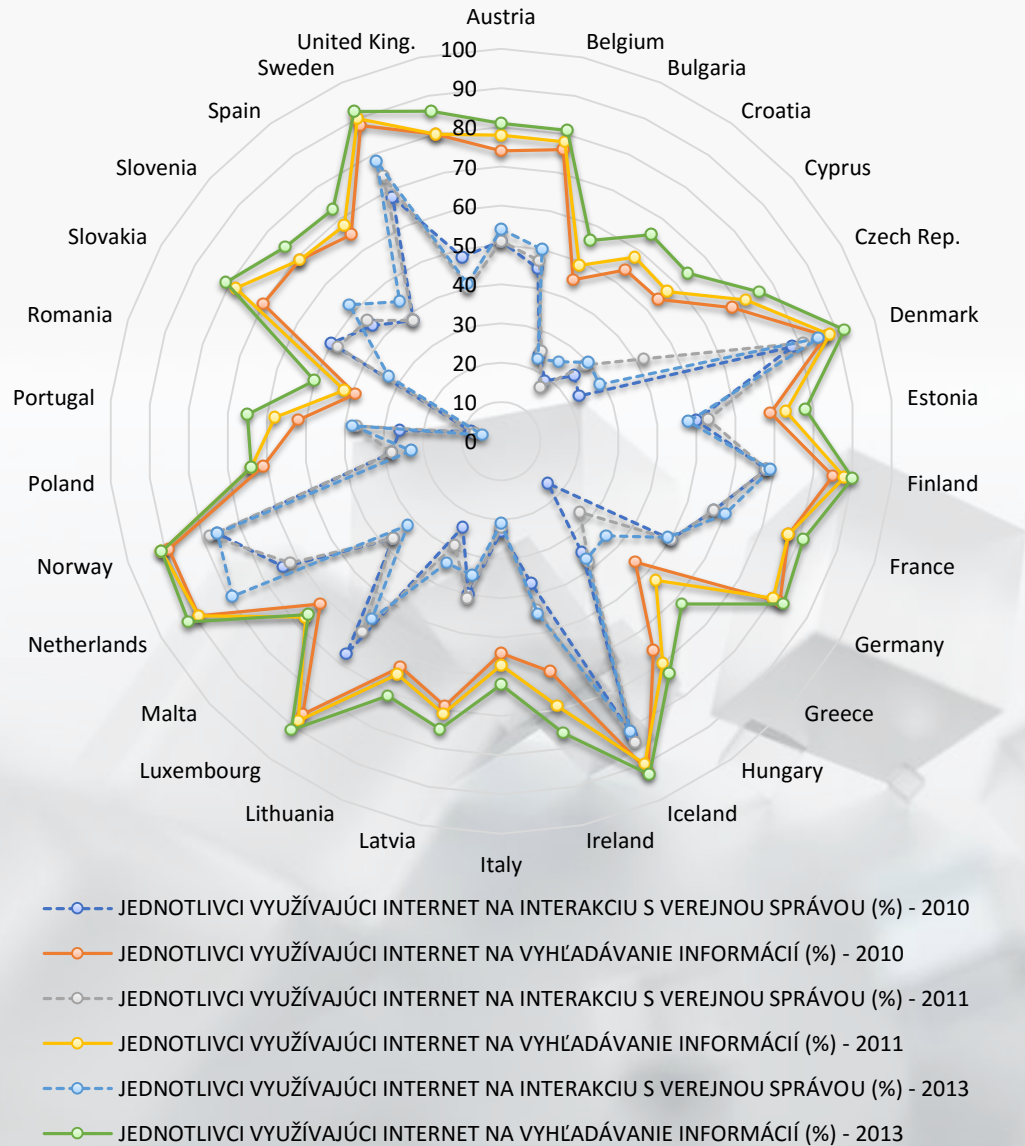 Austria
Belgium
Bulgaria
Croatia
Cyprus
Czech Rep.
Denmark
Estonia
Finland
France
Germany
Greece
Hungary
Iceland
Ireland
Italy
Latvia
Lithuania
Luxembourg
Malta
Netherlands
Norway
Poland
Portugal
Romania
Slovakia
Slovenia
Spain
Sweden
United King.
100
90
80
70
60
50
40
30
20
10
0
JEDNOTLIVCI VYUŽÍVAJÚCI INTERNET NA INTERAKCIU S VEREJNOU SPRÁVOU (%) - 2010
JEDNOTLIVCI VYUŽÍVAJÚCI INTERNET NA VYHĽADÁVANIE INFORMÁCIÍ (%) - 2010
JEDNOTLIVCI VYUŽÍVAJÚCI INTERNET NA INTERAKCIU S VEREJNOU SPRÁVOU (%) - 2011
JEDNOTLIVCI VYUŽÍVAJÚCI INTERNET NA VYHĽADÁVANIE INFORMÁCIÍ (%) - 2011
JEDNOTLIVCI VYUŽÍVAJÚCI INTERNET NA INTERAKCIU S VEREJNOU SPRÁVOU (%) - 2013
JEDNOTLIVCI VYUŽÍVAJÚCI INTERNET NA VYHĽADÁVANIE INFORMÁCIÍ (%) - 2013